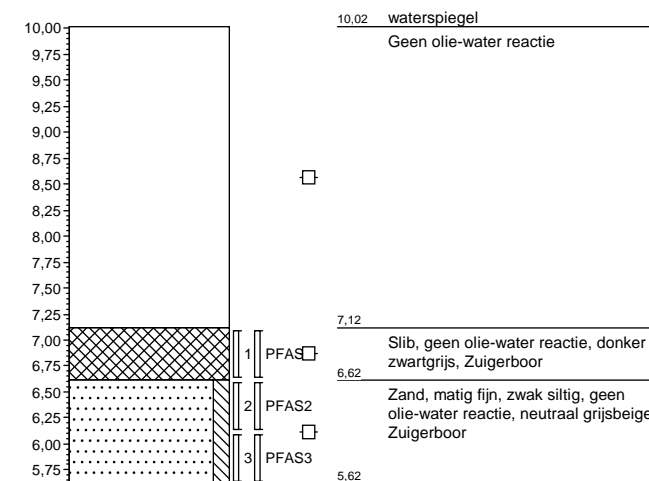 10,02 waterspiegel
10,00
Geen olie-water reactie
9,75
9,50
9,25
9,00
8,75
8,50
8,25
8,00
7,75
7,50
7,25
7,12
7,00
Slib, geen olie-water reactie, donker
1 PFAS
zwartgrijs, Zuigerboor
6,75
6,62
6,50
Zand, matig fijn, zwak siltig, geen
2 PFAS2
olie-water reactie, neutraal grijsbeige
6,25
Zuigerboor
6,00
3 PFAS3
5,75
5,62